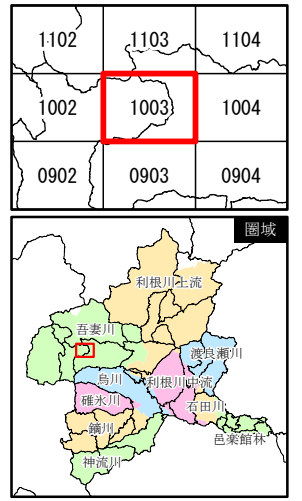 1102 1103 1104
1002 1003 1004
0902 0903 0904
圏域
利根川上流
吾妻川
渡良瀬川
烏川 利根川中流
碓氷川
石田川
鏑川
邑楽館林
神流川